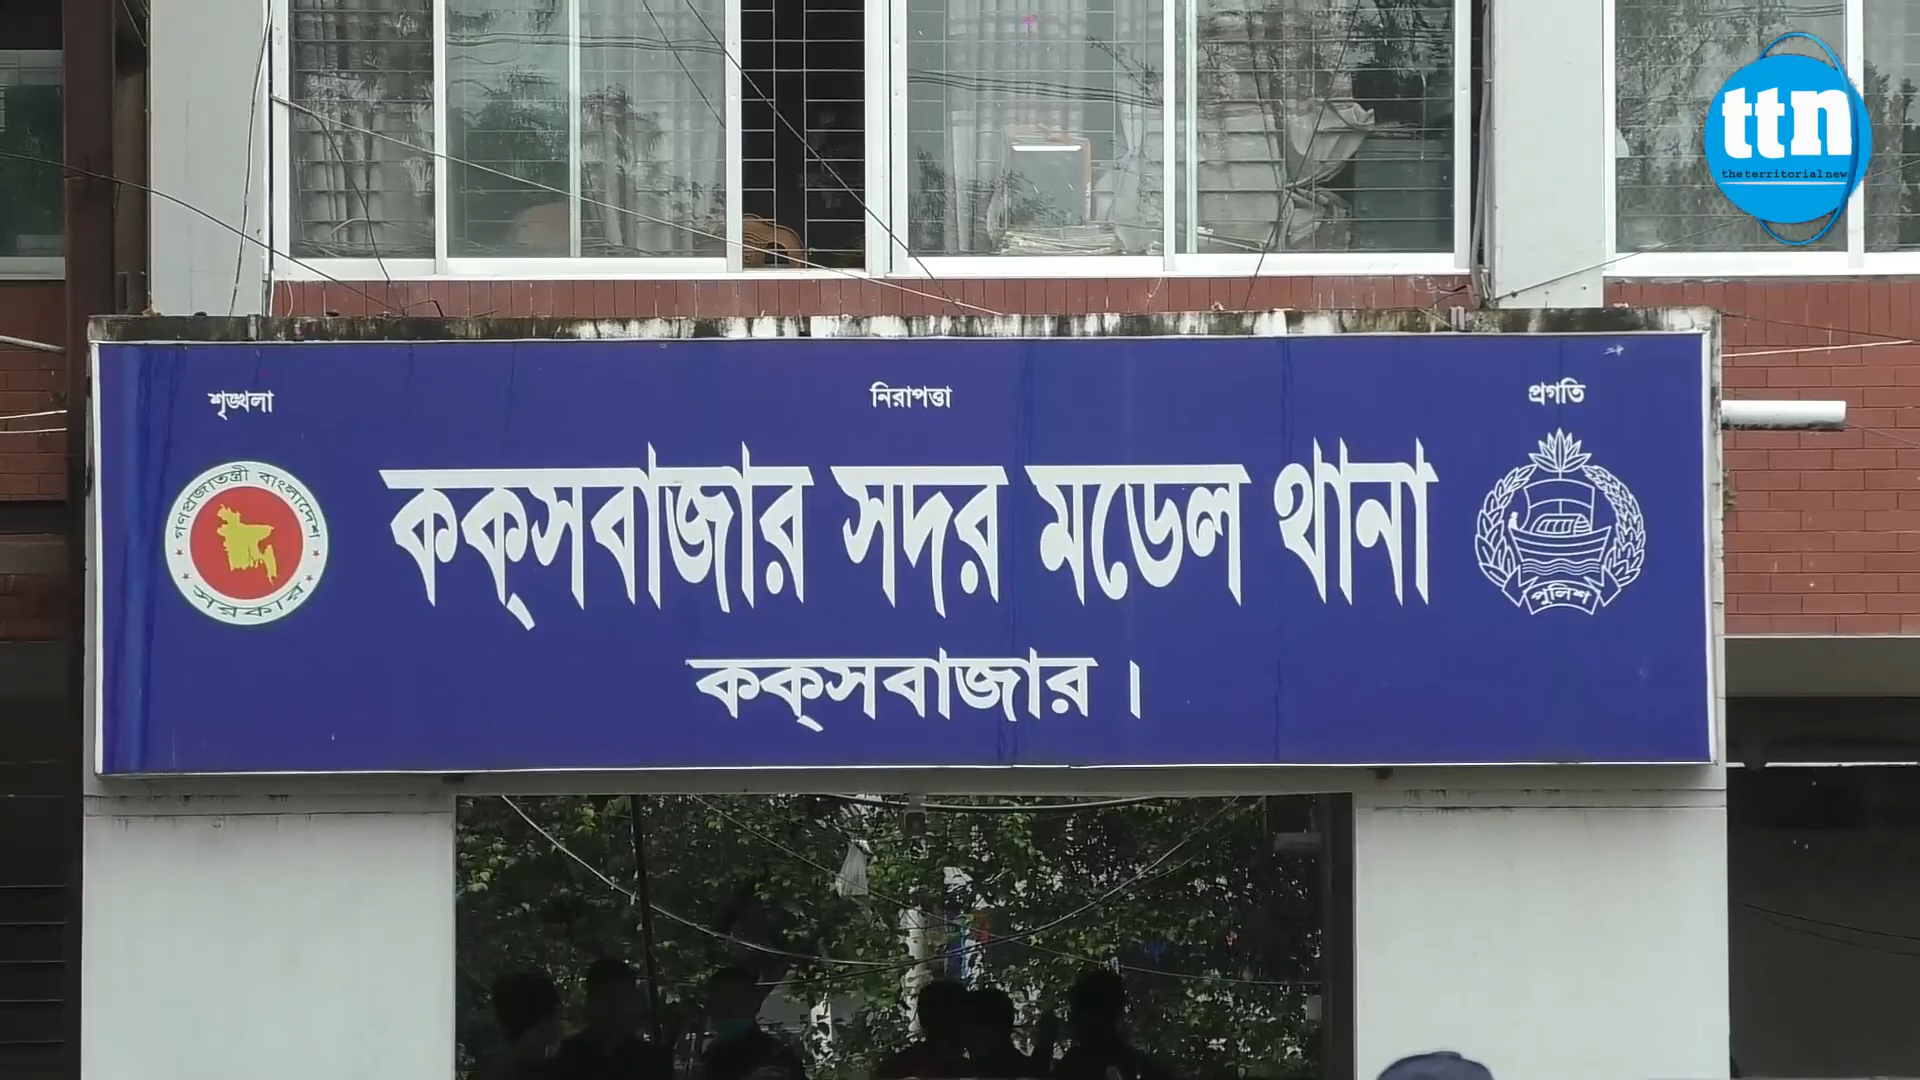 ttn
theterritorialnew
শৃঙ্খলা নিরাপত্তা প্রগতি
গণপ্রজাতন্ত্রী বাংলাদেশ
সরকার
কক্সবাজার সদর মডেল থানা
পুলিশ
কক্সবাজার।